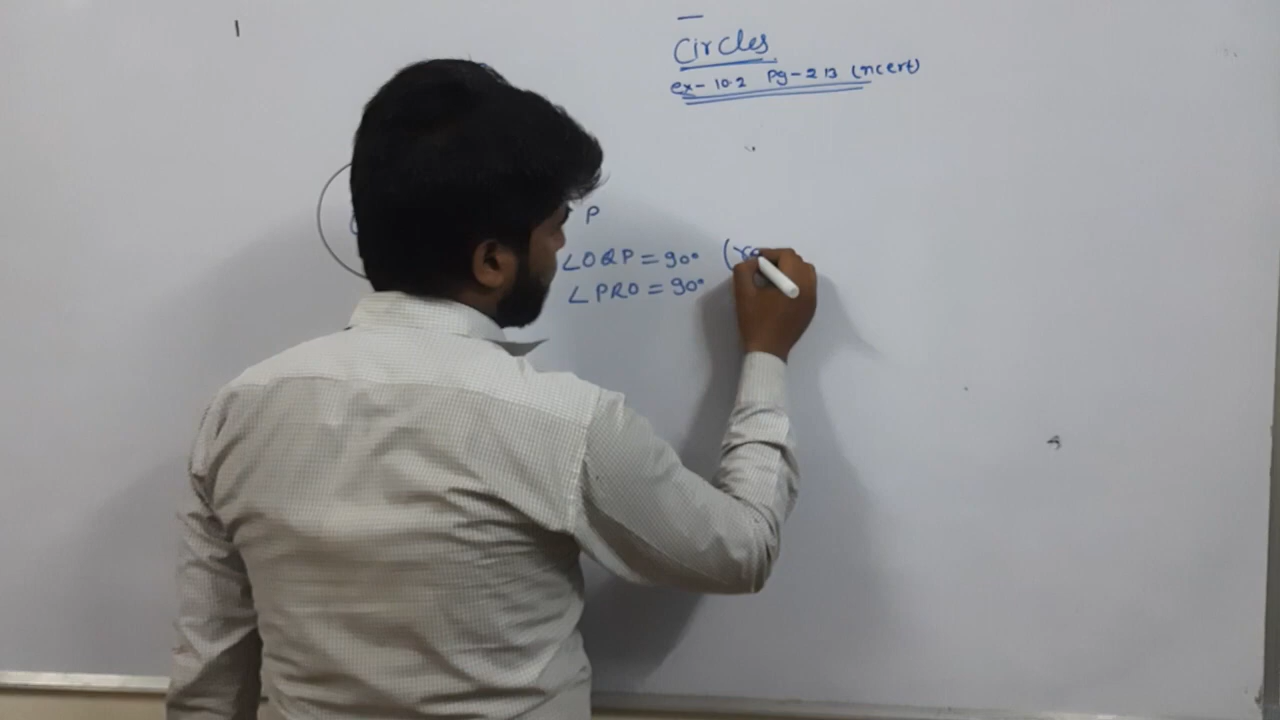 Circles
ex- 10.2 Pg-213 (ncert)
P
∠OQP = 90°
∠PRO = 90°